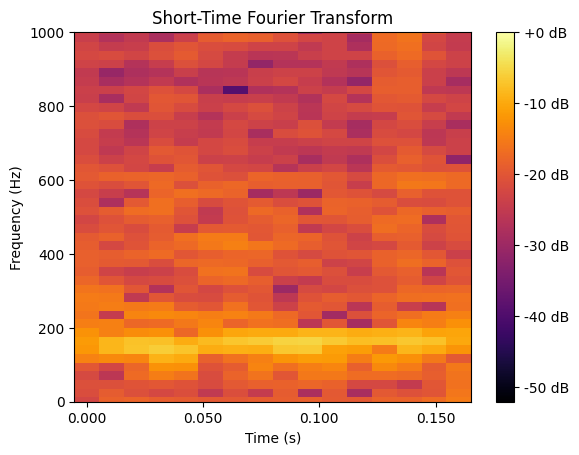 Short-Time Fourier Transform
1000
800
600
400
200
0
Frequency (Hz)
0.000
0.050
0.100
0.150
Time (s)
+0 dB
-10 dB
-20 dB
-30 dB
-40 dB
-50 dB